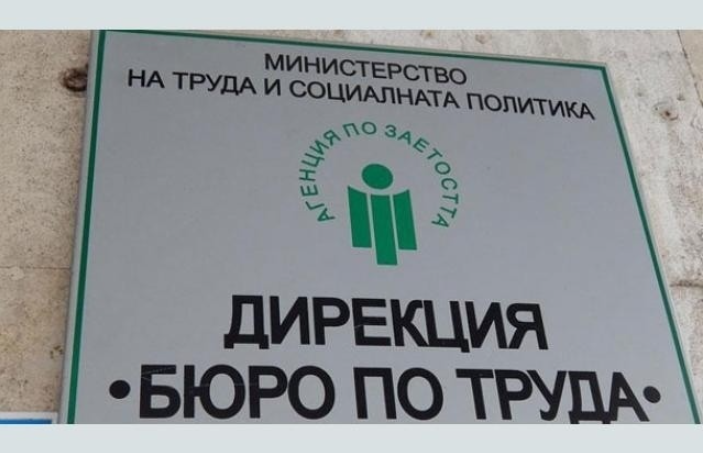 МИНИСТЕРСТВО
НА ТРУДА И СОЦИАЛНАТА ПОЛИТИКА
АГЕНЦИЯ ПО ЗАЕТОСТТА
ДИРЕКЦИЯ
•БЮРО ПО ТРУДА•